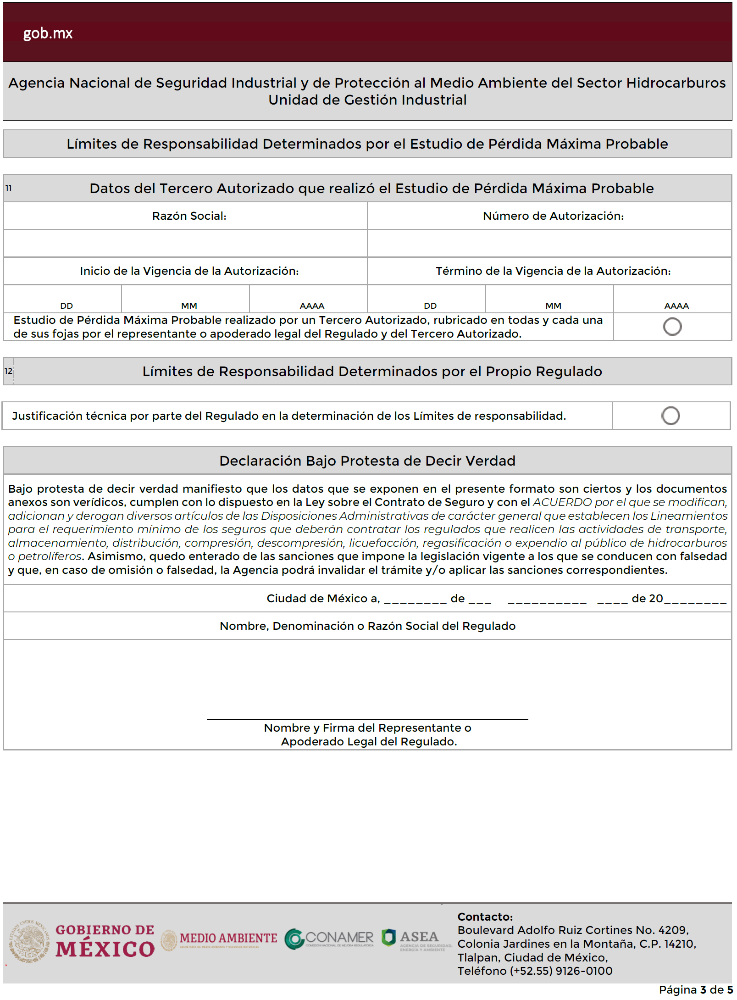 gob.mx
Agencia Nacional de Seguridad Industrial y de Protección al Medio Ambiente del Sector Hidrocarburos
Unidad de Gestión Industrial
Límites de Responsabilidad Determinados por el Estudio de Pérdida Máxima Probable
11 Datos del Tercero Autorizado que realizó el Estudio de Pérdida Máxima Probable
Razón Social: Número de Autorización:
Inicio de la Vigencia de la Autorización: Término de la Vigencia de la Autorización:
DD MM AAAA DD MM AAAA
Estudio de Pérdida Máxima Probable realizado por un Tercero Autorizado, rubricado en todas y cada una
de sus fojas por el representante o apoderado legal del Regulado y del Tercero Autorizado.
12 Límites de Responsabilidad Determinados por el Propio Regulado
Justificación técnica por parte del Regulado en la determinación de los Límites de responsabilidad.
Declaración Bajo Protesta de Decir Verdad
Bajo protesta de decir verdad manifiesto que los datos que se exponen en el presente formato son ciertos y los documentos
anexos son verídicos, cumplen con lo dispuesto en la Ley sobre el Contrato de Seguro y con el ACUERDO por el que se modifican,
adicionan y derogan diversos artículos de las Disposiciones Administrativas de carácter general que establecen los Lineamientos
para el requerimiento mínimo de los seguros que deberán contratar los regulados que realicen las actividades de transporte,
almacenamiento, distribución, compresión, descompresión, licuefacción, regasificación o expendio al público de hidrocarburos
o petrolíferos. Asimismo, quedo enterado de las sanciones que impone la legislación vigente a los que se conducen con falsedad
y que, en caso de omisión o falsedad, la Agencia podrá invalidar el trámite y/o aplicar las sanciones correspondientes.
Ciudad de México a, ________ de ____________________ de 20________
Nombre, Denominación o Razón Social del Regulado
________________________________________
Nombre y Firma del Representante o
Apoderado Legal del Regulado.
ESTADOS UNIDOS MEXICANOS
GOBIERNO DE
MÉXICO
MEDIO AMBIENTE
SECRETARÍA DE MEDIO AMBIENTE Y RECURSOS NATURALES
CONAMER
COMISIÓN NACIONAL DE MEJORA REGULATORIA
ASEA
AGENCIA DE SEGURIDAD,
ENERGÍA Y AMBIENTE
Contacto:
Boulevard Adolfo Ruiz Cortines No. 4209,
Colonia Jardines en la Montaña, C.P. 14210,
Tlalpan, Ciudad de México,
Teléfono (+52.55) 9126-0100
Página 3 de 5